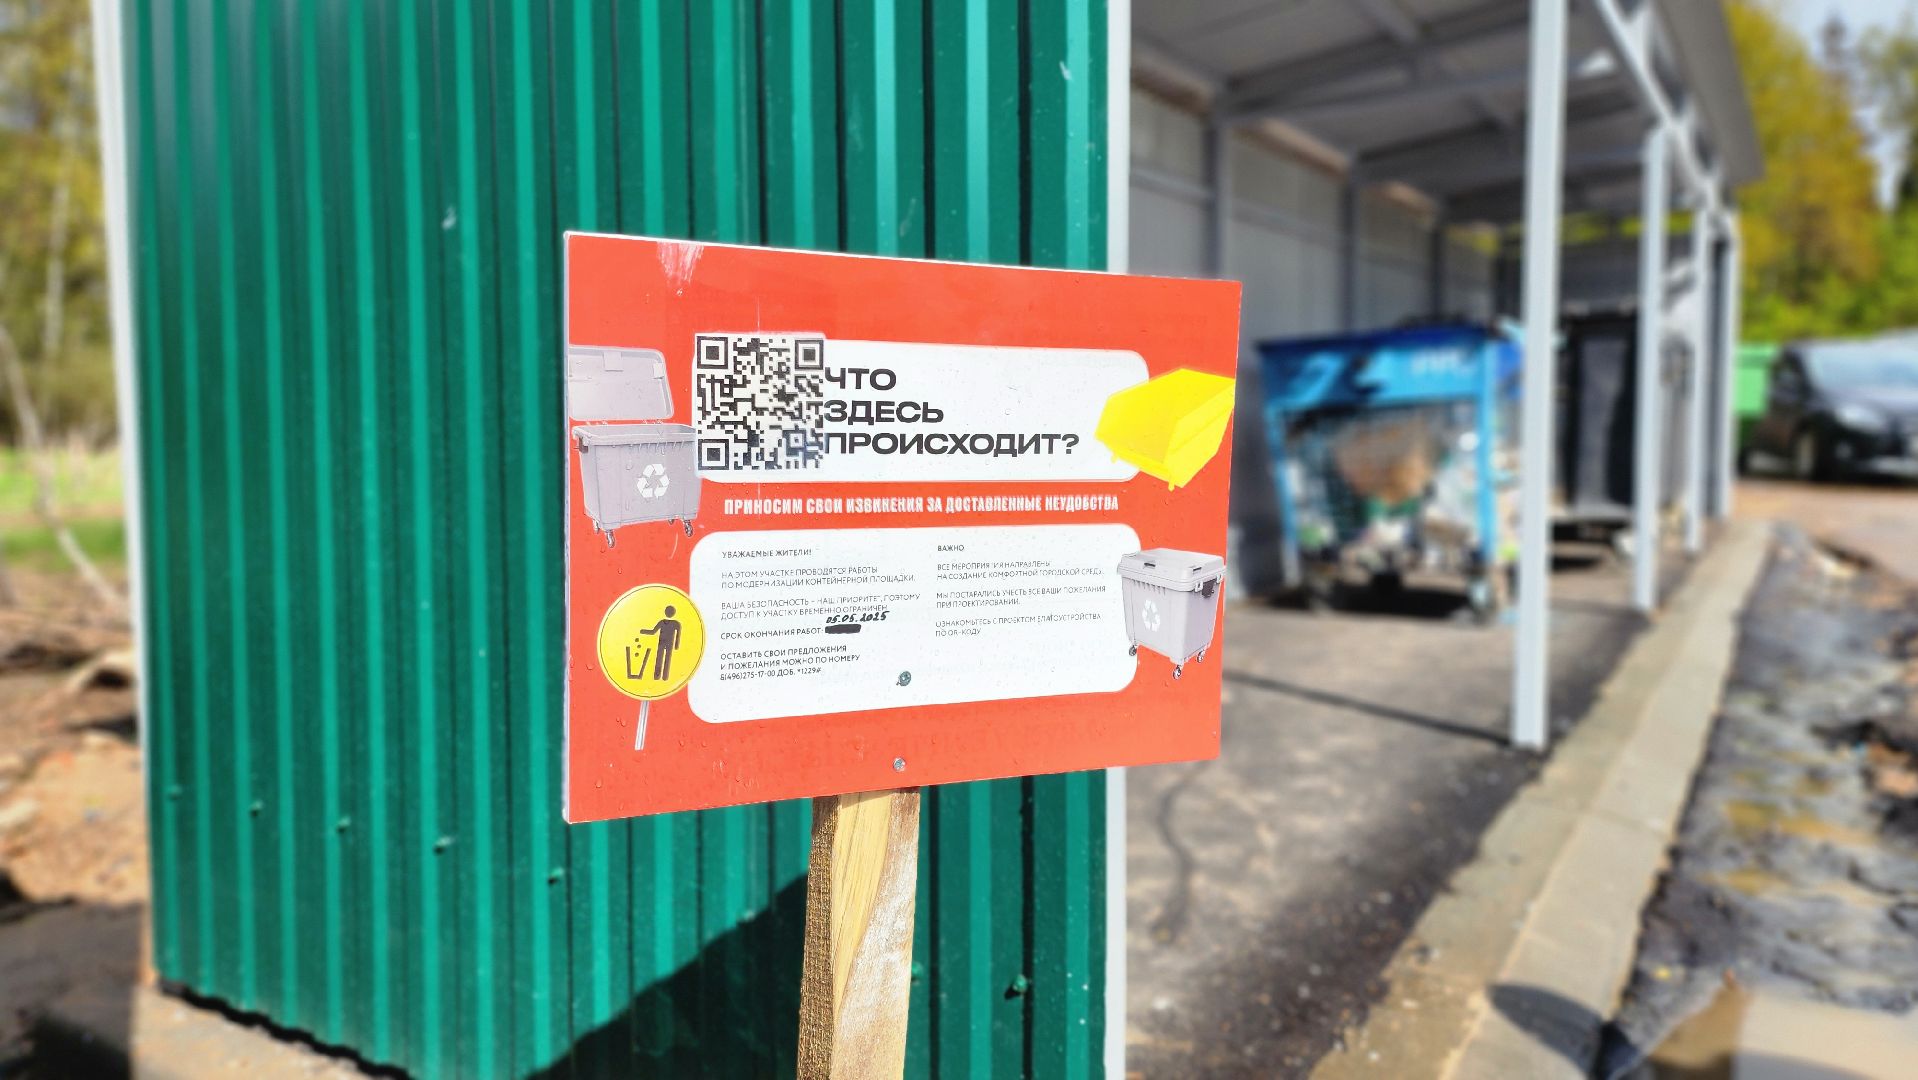 ЧТО
ЗДЕСЬ
ПРОИСХОДИТ?
ПРИНОСИМ СВОИ ИЗВИНЕНИЯ ЗА ДОСТАВЛЕННЫЕ НЕУДОБСТВА
УВАЖАЕМЫЕ ЖИТЕЛИ!
НА ЭТОМ УЧАСТКЕ ПРОВОДЯТСЯ РАБОТЫ
ПО МОДЕРНИЗАЦИИ КОНТЕЙНЕРНОЙ ПЛОЩАДКИ.
ВАША БЕЗОПАСНОСТЬ – НАШ ПРИОРИТЕТ, ПОЭТОМУ
ДОСТУП К УЧАСТКУ ВРЕМЕННО ОГРАНИЧЕН.
05.05.2025
СРОК ОКОНЧАНИЯ РАБОТ:
ОСТАВИТЬ СВОИ ПРЕДЛОЖЕНИЯ
И ПОЖЕЛАНИЯ МОЖНО ПО НОМЕРУ
8(496)275-17-00 ДОБ. *1229#
ВАЖНО
ВСЕ МЕРОПРИЯТИЯ НАПРАВЛЕНЫ
НА СОЗДАНИЕ КОМФОРТНОЙ ГОРОДСКОЙ СРЕДЫ.
МЫ ПОСТАРАЛИСЬ УЧЕСТЬ ВСЕ ВАШИ ПОЖЕЛАНИЯ
ПРИ ПРОЕКТИРОВАНИИ.
ОЗНАКОМЬТЕСЬ С ПРОЕКТОМ БЛАГОУСТРОЙСТВА
ПО QR-КОДУ